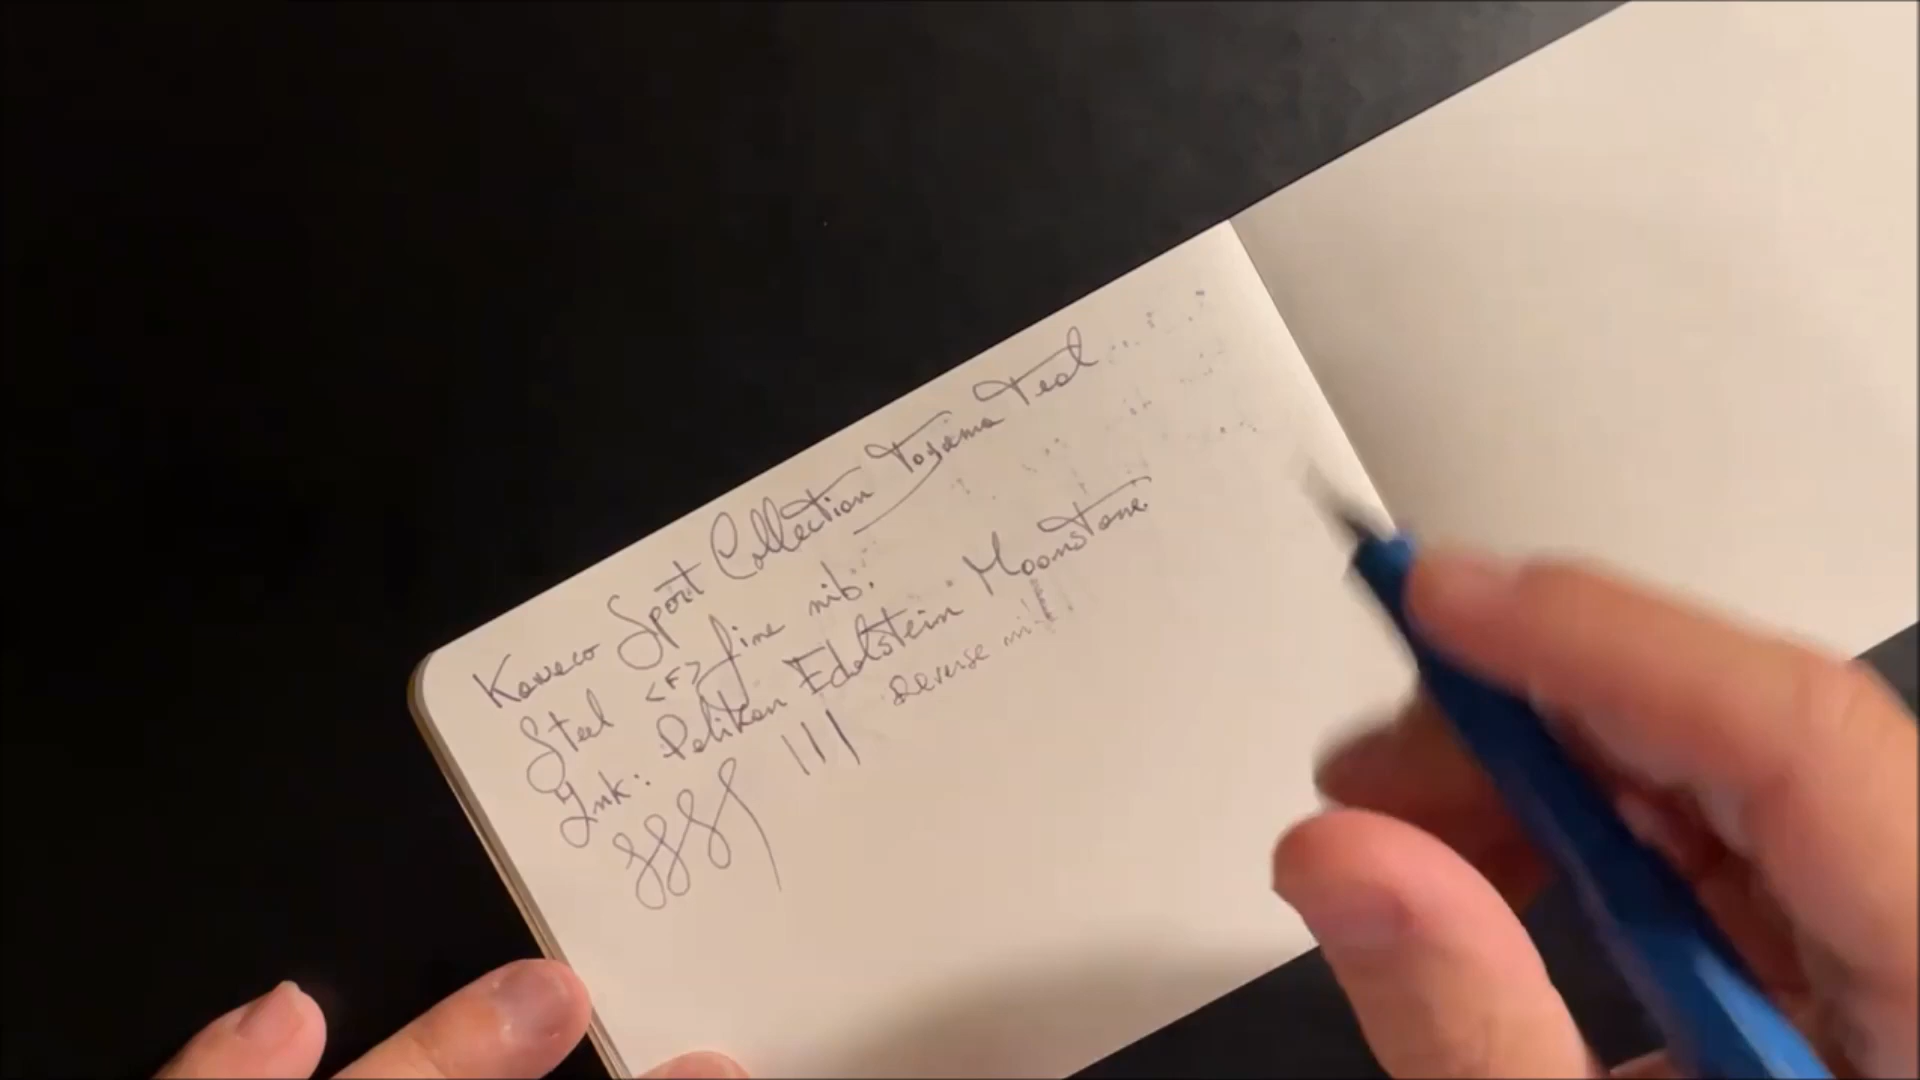 Kaweco Sport Collection Toyama Teal
Steel <F> fine nib.
Ink: Pelikan Edelstein Moonstone
reverse nib